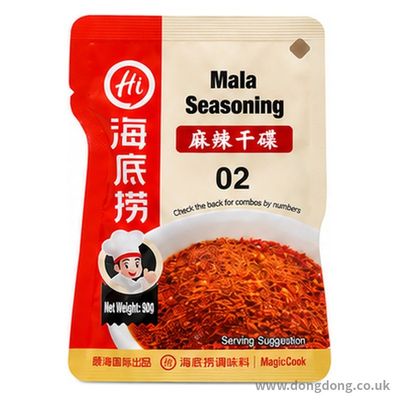 Hi
海底捞
Mala
Seasoning
麻辣干碟
02
Check the back for combos by numbers
Net Weight: 90g
Serving Suggestion
颐海国际出品
Hi 海底捞调味料
MagicCook
www.dongdong.co.uk